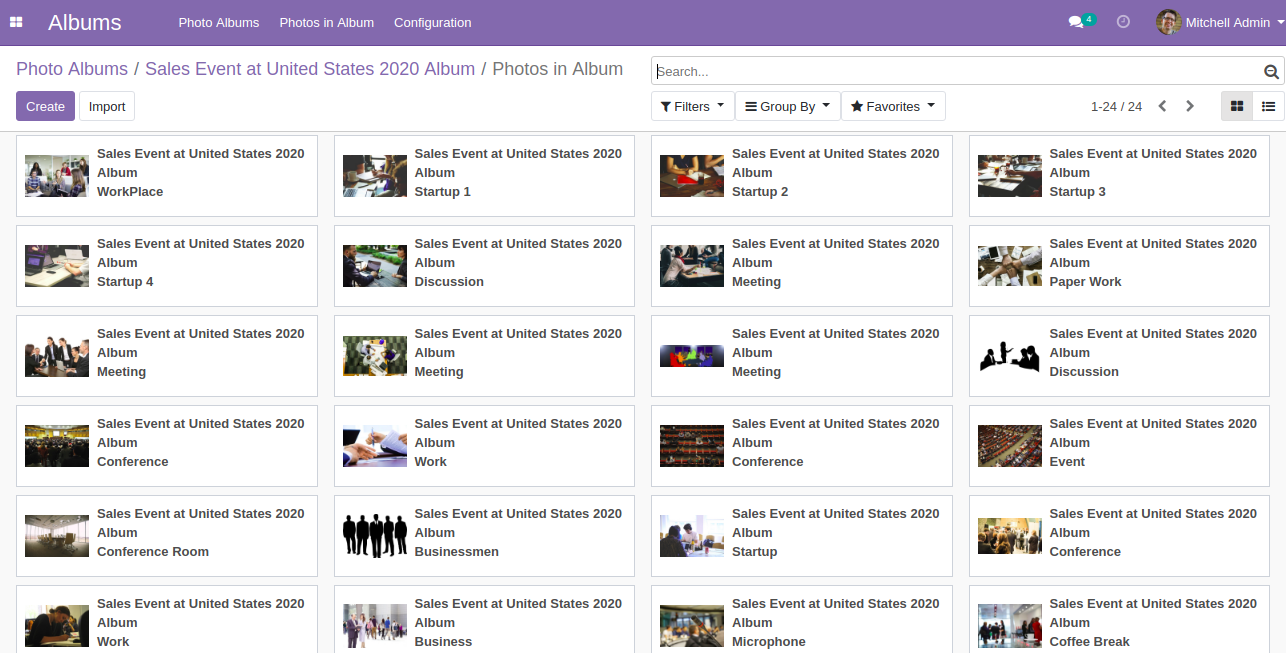 Albums Photo Albums Photos in Album Configuration 4 Mitchell Admin
Photo Albums / Sales Event at United States 2020 Album / Photos in Album
Search...
Create Import
Filters Group By Favorites 1-24 / 24
Sales Event at United States 2020
Album
WorkPlace
Sales Event at United States 2020
Album
Startup 1
Sales Event at United States 2020
Album
Startup 2
Sales Event at United States 2020
Album
Startup 3
Sales Event at United States 2020
Album
Startup 4
Sales Event at United States 2020
Album
Discussion
Sales Event at United States 2020
Album
Meeting
Sales Event at United States 2020
Album
Paper Work
Sales Event at United States 2020
Album
Meeting
Sales Event at United States 2020
Album
Meeting
Sales Event at United States 2020
Album
Meeting
Sales Event at United States 2020
Album
Discussion
Sales Event at United States 2020
Album
Conference
Sales Event at United States 2020
Album
Work
Sales Event at United States 2020
Album
Conference
Sales Event at United States 2020
Album
Event
Sales Event at United States 2020
Album
Conference Room
Sales Event at United States 2020
Album
Businessmen
Sales Event at United States 2020
Album
Startup
Sales Event at United States 2020
Album
Conference
Sales Event at United States 2020
Album
Work
Sales Event at United States 2020
Album
Business
Sales Event at United States 2020
Album
Microphone
Sales Event at United States 2020
Album
Coffee Break